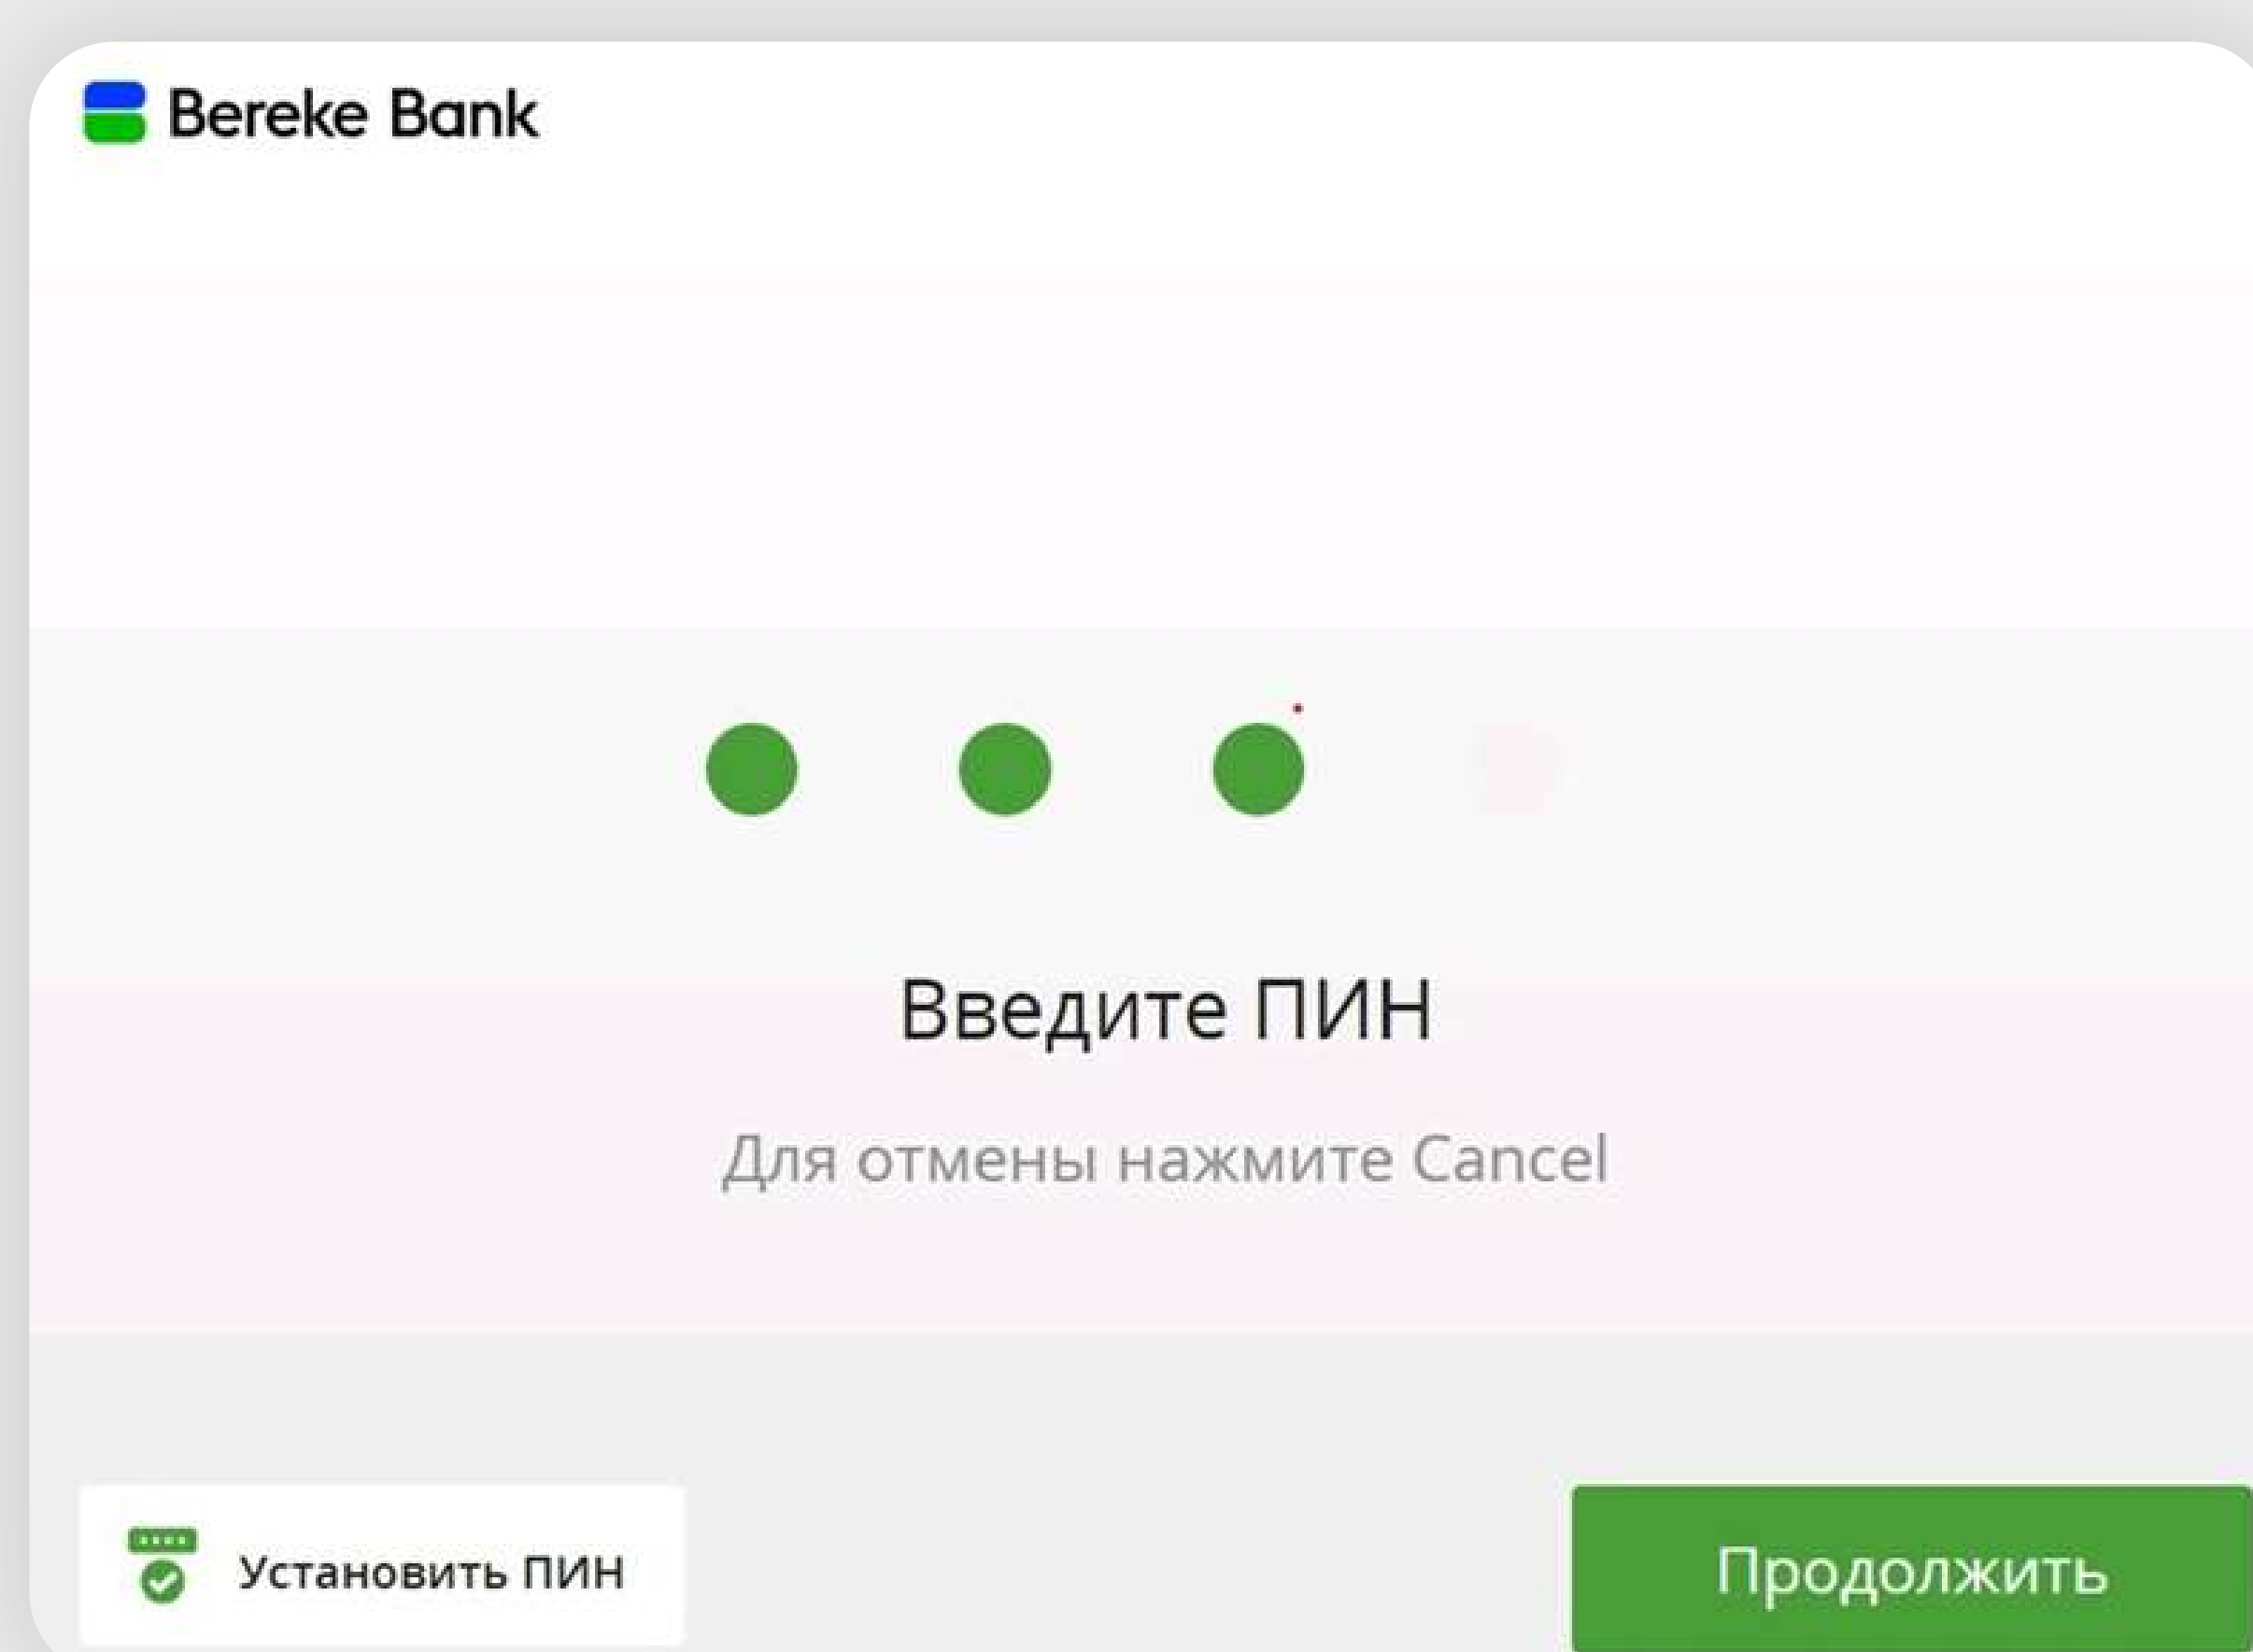 Bereke Bank
Введите ПИН
Для отмены нажмите Cancel
Установить ПИН
Продолжить